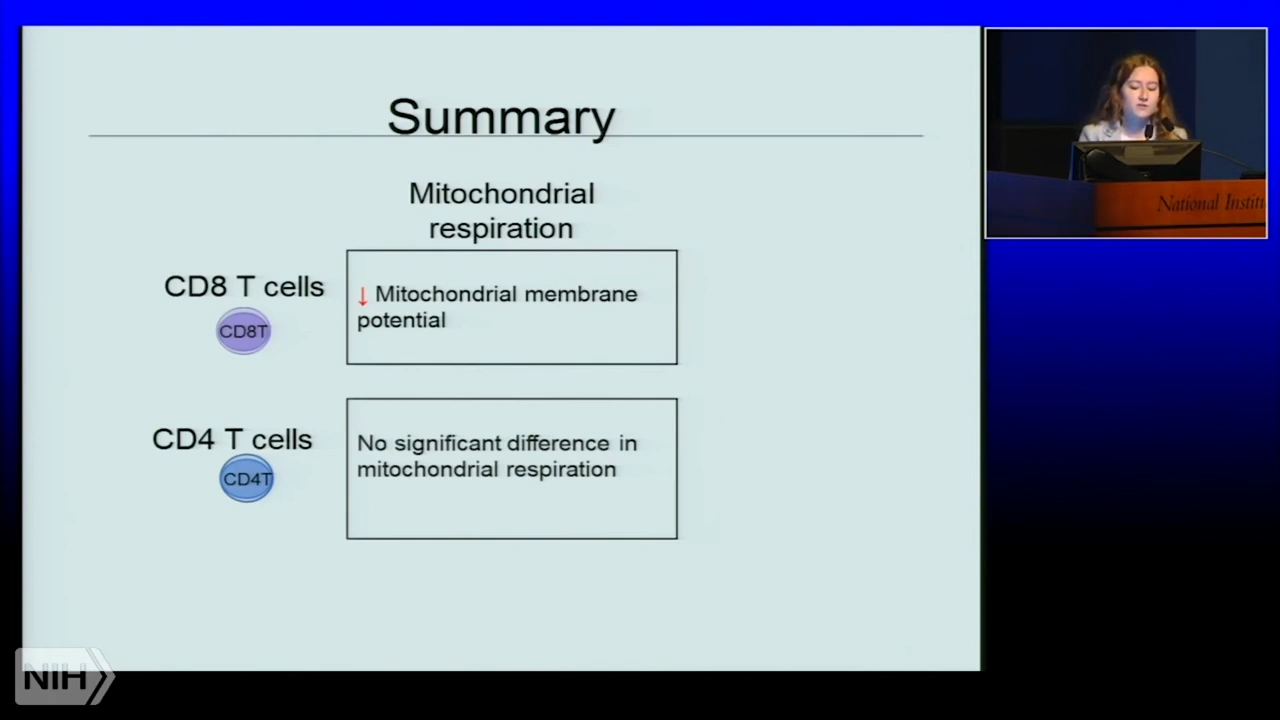 Summary
Mitochondrial
respiration
CD8 T cells
CD8T
↓ Mitochondrial membrane
potential
CD4 T cells
CD4T
No significant difference in
mitochondrial respiration
National Institu
NIH